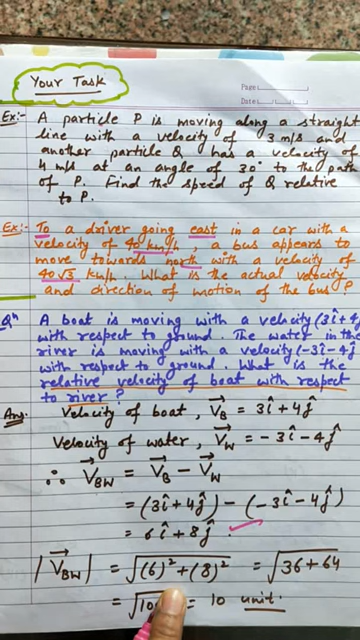 Your Task
Page
Date
Ex:- A particle P is moving along a straight
line with a velocity of 3 m/s and
another particle Q has a velocity of
4 m/s at an angle of 30° to the path
of P. Find the speed of Q relative
to P.
Ex:- To a driver going east in a car with a
velocity of 40 km/h, a bus appears to
move towards north with a velocity of
40√3 km/h. What is the actual velocity
and direction of motion of the bus?
Qn A boat is moving with a velocity (3î+4
with respect to ground. The water in the
river is moving with a velocity (-3î-4ĵ
with respect to ground. What is the
relative velocity of boat with respect
to river?
Ans: Velocity of boat, V⃗B = 3î+4ĵ
Velocity of water, V⃗W = -3î-4ĵ
∴ V⃗BW = V⃗B - V⃗W
= (3î+4ĵ) - (-3î-4ĵ)
= 6î+8ĵ.
|V⃗BW| = √(6)²+(8)² = √36+64
= √10 = 10 unit.